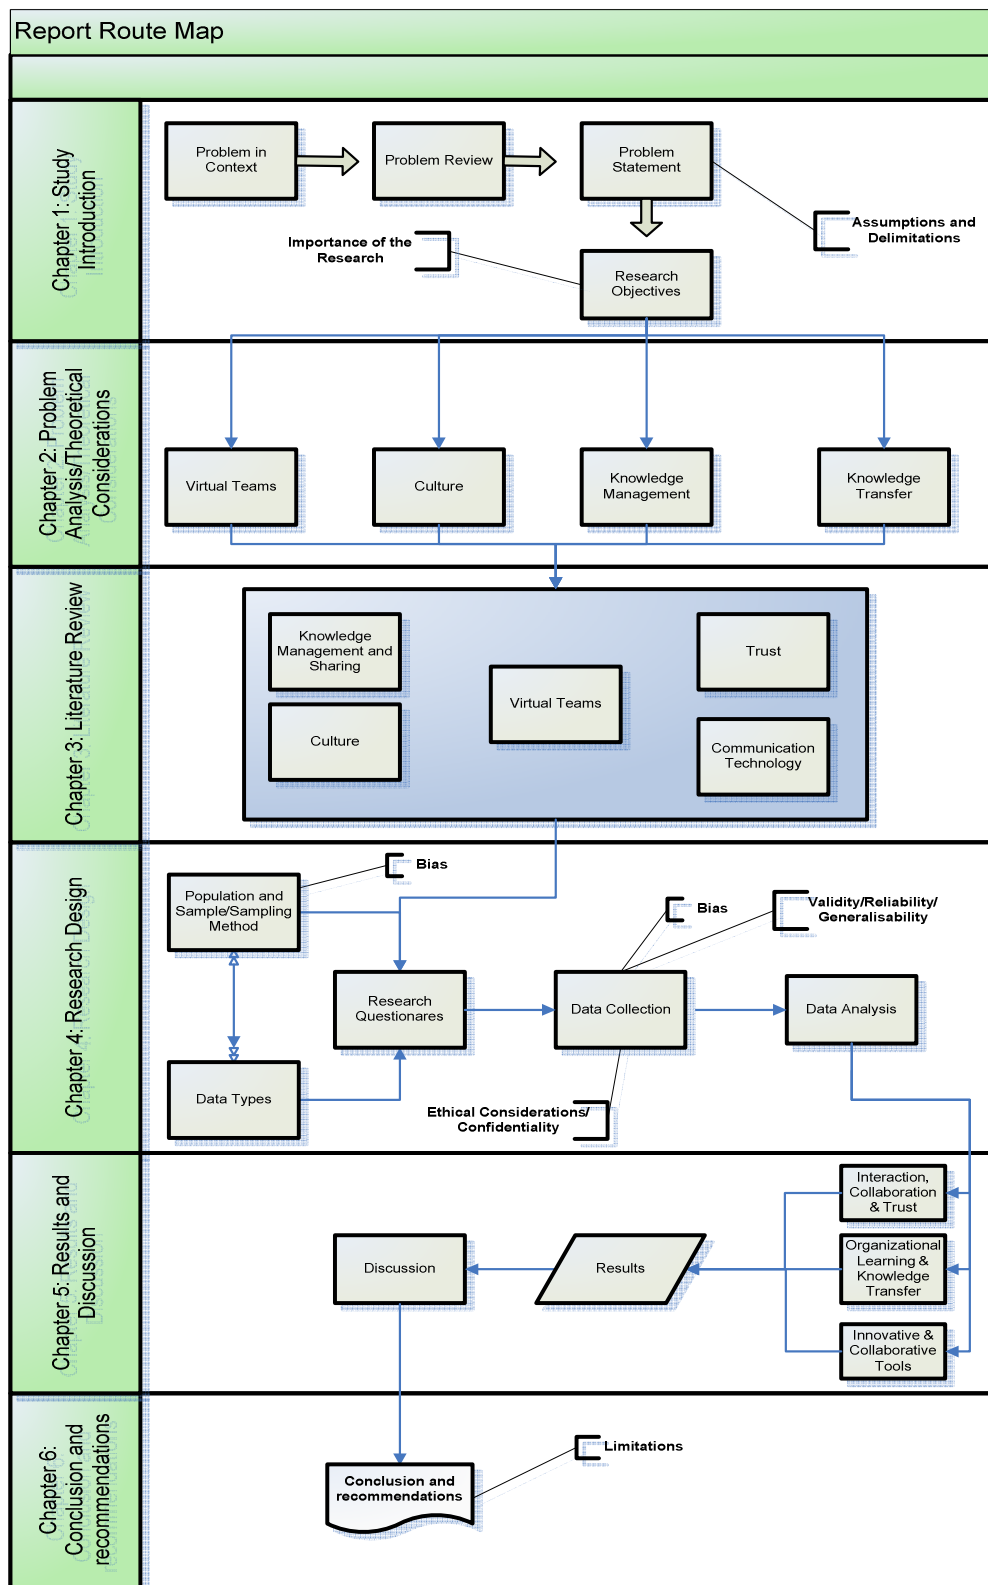 Report Route Map
Chapter 1: Study
Introduction
Problem in
Context
Problem Review
Problem
Statement
Assumptions and
Delimitations
Importance of the
Research
Research
Objectives
Chapter 2: Problem
Analysis/Theoretical
Considerations
Virtual Teams
Culture
Knowledge
Management
Knowledge
Transfer
Chapter 3: Literature Review
Knowledge
Management and
Sharing
Culture
Virtual Teams
Trust
Communication
Technology
Chapter 4: Research Design
Population and
Sample/Sampling
Method
Bias
Bias
Validity/Reliability/
Generalisability
Research
Questionares
Data Collection
Data Analysis
Data Types
Ethical Considerations/
Confidentiality
Chapter 5: Results and
Discussion
Interaction,
Collaboration
& Trust
Organizational
Learning &
Knowledge
Transfer
Innovative &
Collaborative
Tools
Results
Discussion
Chapter 6:
Conclusion and
recommendations
Conclusion and
recommendations
Limitations